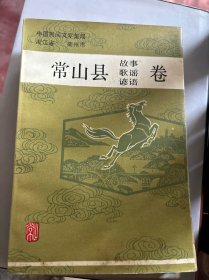 中国民间文学集成
浙江省 衢州市
常山县 故事 歌谣 谚语 卷